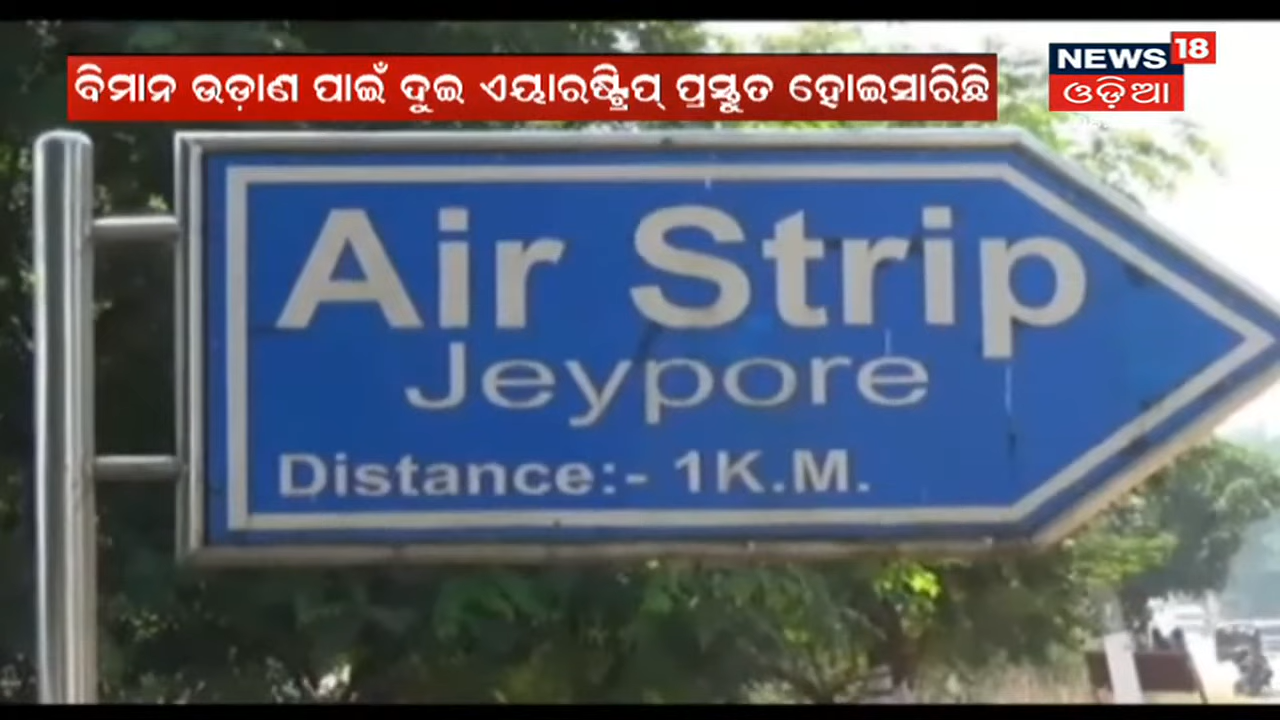 ବିମାନ ଉଡ଼ାଣ ପାଇଁ ଦୁଇ ଏୟାରଷ୍ଟ୍ରିପ୍ ପ୍ରସ୍ତୁତ ହୋଇସାରିଛି
NEWS 18
ଓଡ଼ିଆ
Air Strip
Jeypore
Distance:- 1K.M.